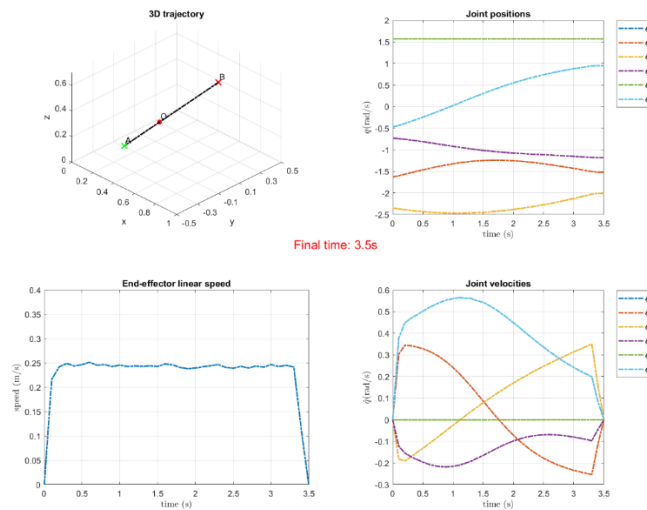 3D trajectory
0.6
0.4
0.2
0
z
A
O
B
0
0.2
0.4
0.6
0.8
1
x
-0.5
-0.3
-0.1
0.1
0.3
0.5
y
Joint positions
2
1.5
1
0.5
0
-0.5
-1
-1.5
-2
-2.5
q(rad/s)
0 0.5 1 1.5 2 2.5 3 3.5
time (s)
Final time: 3.5s
End-effector linear speed
0.4
0.35
0.3
0.25
0.2
0.15
0.1
0.05
0
speed (m/s)
0 0.5 1 1.5 2 2.5 3 3.5
time (s)
Joint velocities
0.6
0.5
0.4
0.3
0.2
0.1
0
-0.1
-0.2
-0.3
q̇(rad/s)
0 0.5 1 1.5 2 2.5 3 3.5
time (s)